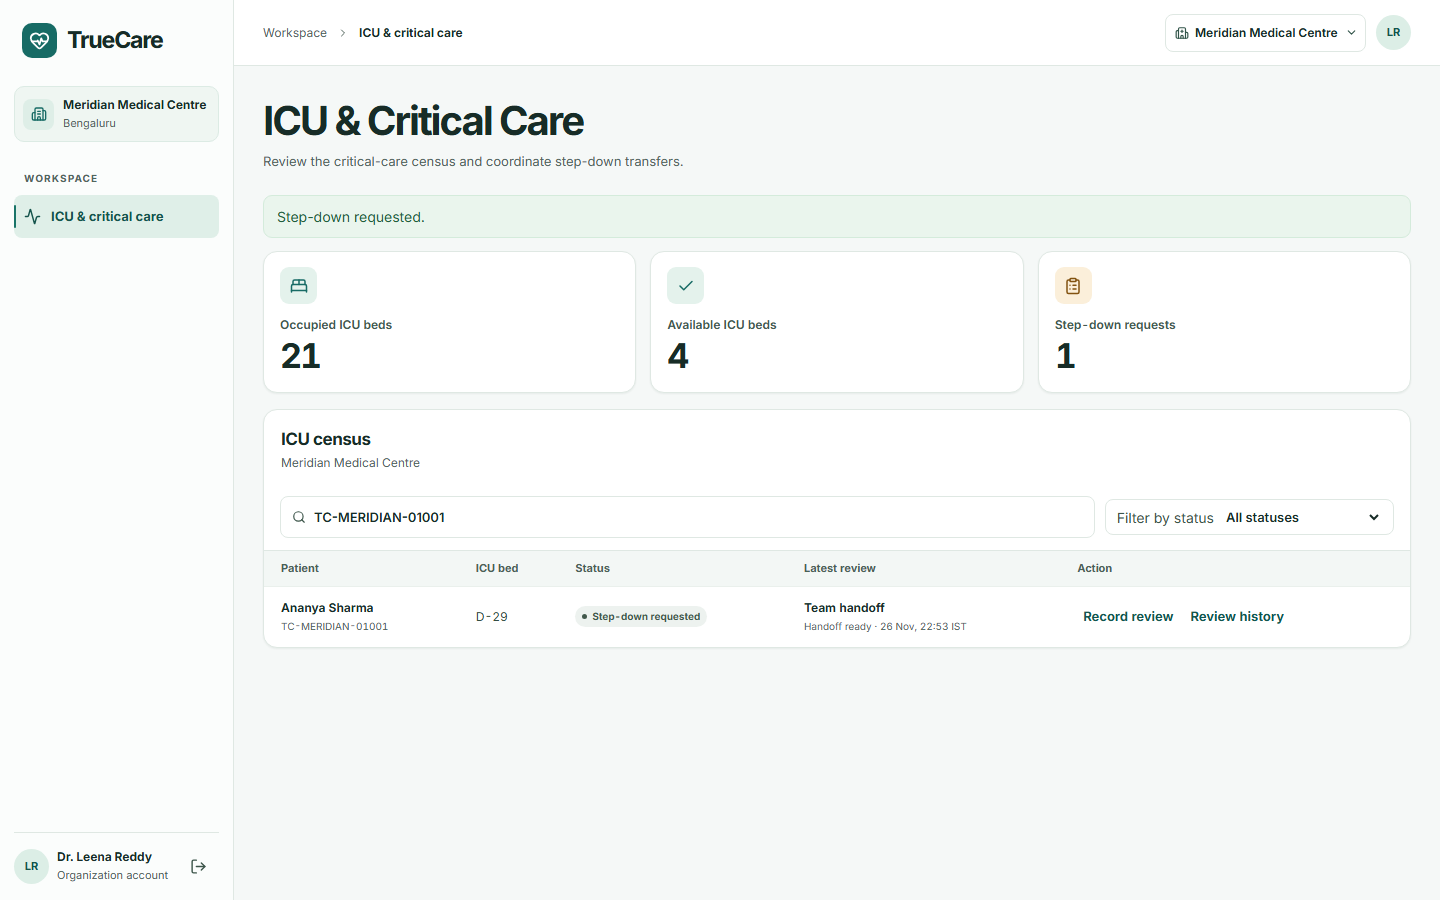 TrueCare
Meridian Medical Centre
Bengaluru
WORKSPACE
ICU & critical care
Dr. Leena Reddy
LR
Organization account
Workspace > ICU & critical care
Meridian Medical Centre
LR
ICU & Critical Care
Review the critical-care census and coordinate step-down transfers.
Step-down requested.
Occupied ICU beds
21
Available ICU beds
4
Step-down requests
1
ICU census
Meridian Medical Centre
TC-MERIDIAN-01001
Filter by status All statuses
Patient ICU bed Status Latest review Action
Ananya Sharma
TC-MERIDIAN-01001
D-29
Step-down requested
Team handoff
Handoff ready · 26 Nov, 22:53 IST
Record review Review history